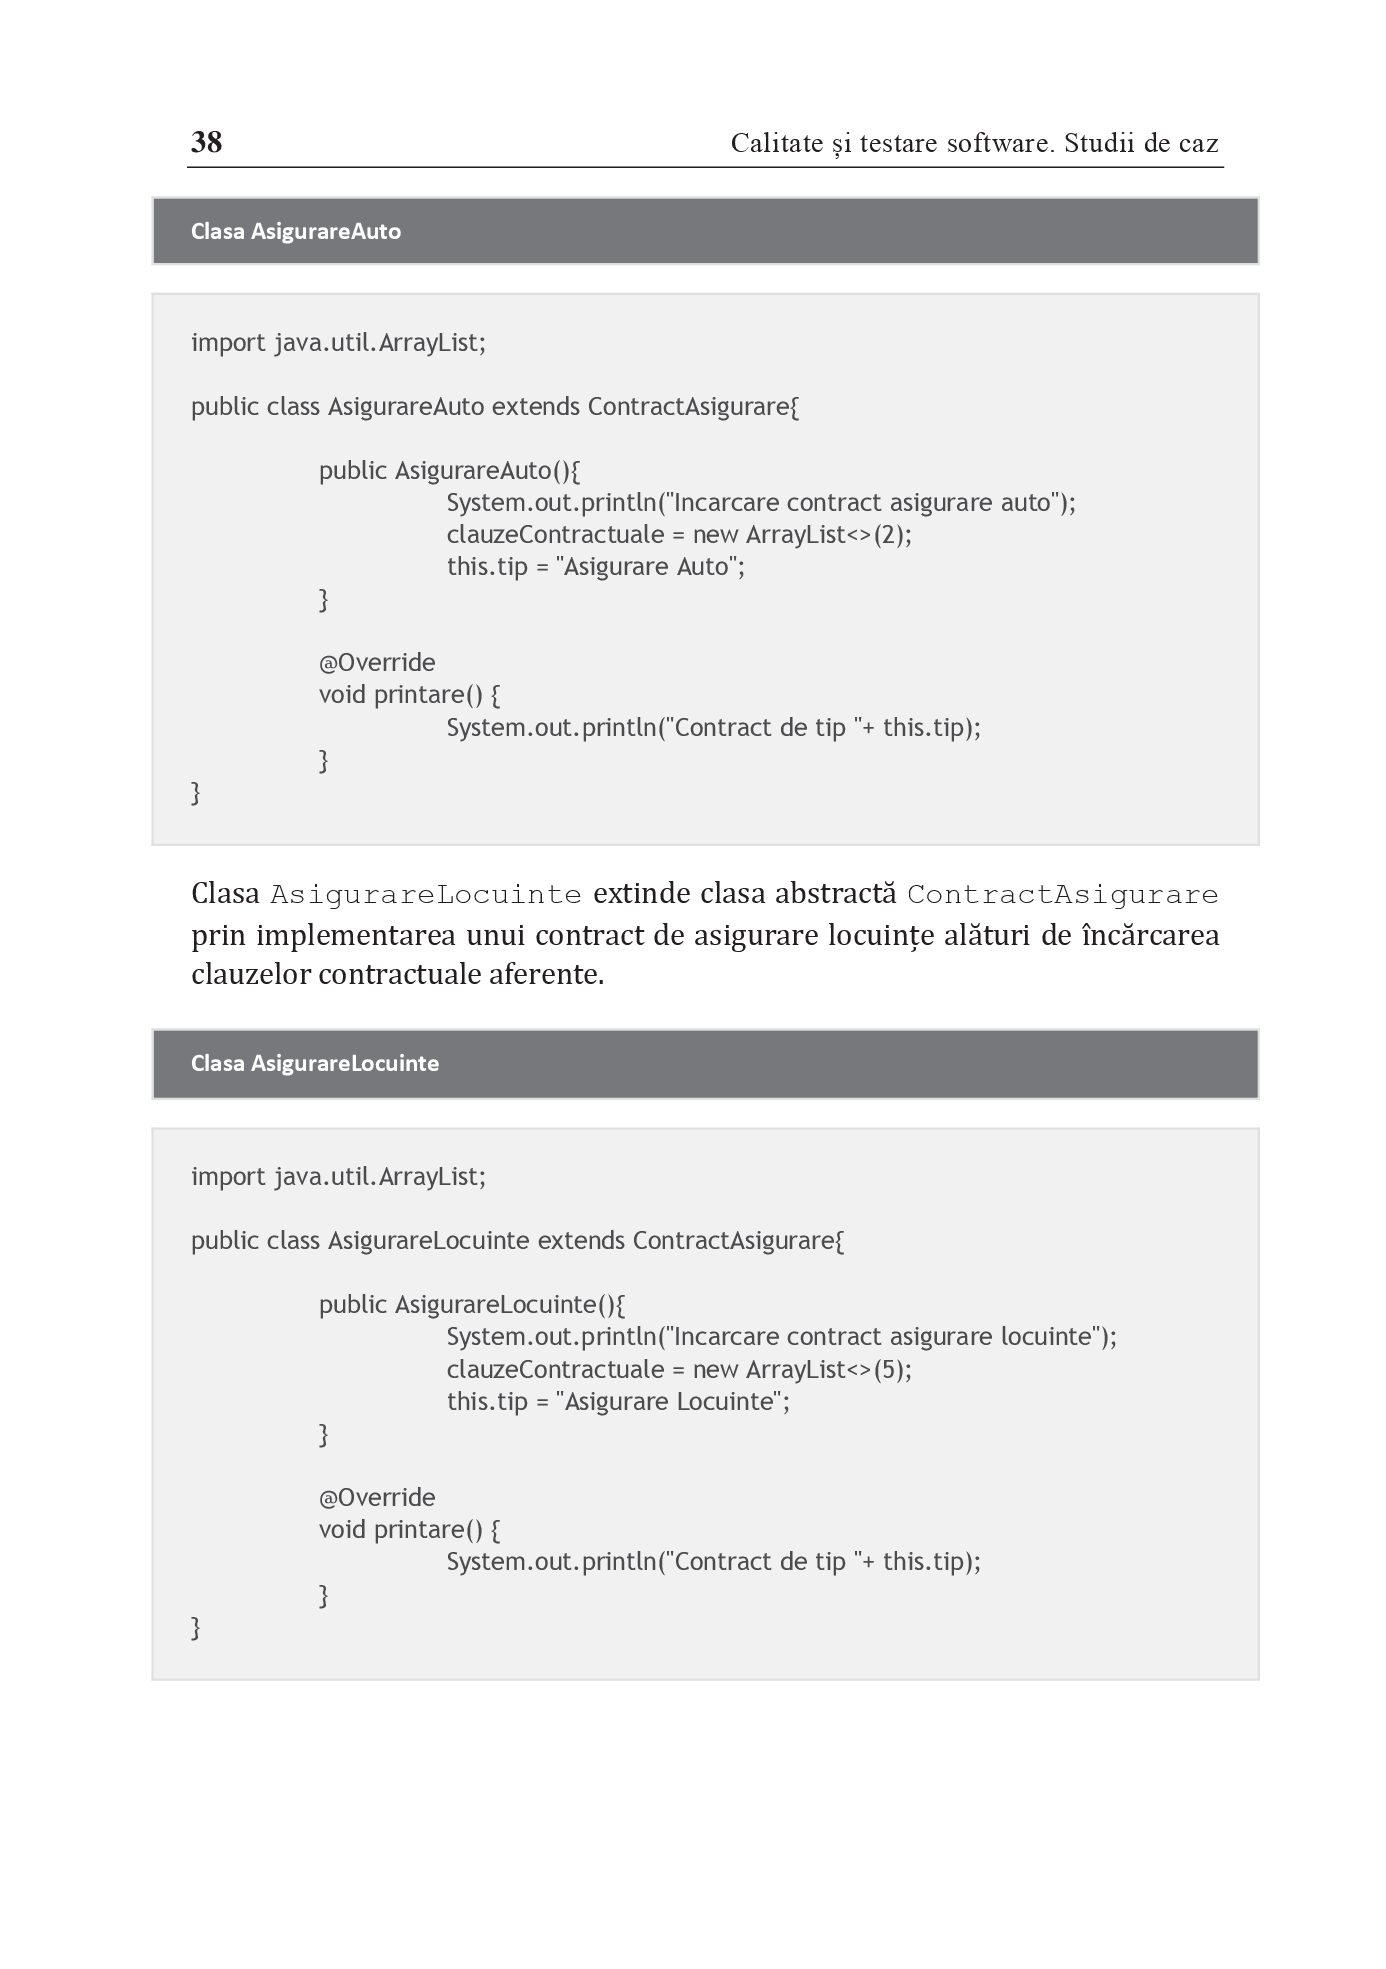 38 Calitate și testare software. Studii de caz
Clasa AsigurareAuto
import java.util.ArrayList;
public class AsigurareAuto extends ContractAsigurare{
public AsigurareAuto(){
System.out.println("Incarcare contract asigurare auto");
clauzeContractuale = new ArrayList<>(2);
this.tip = "Asigurare Auto";
}
@Override
void printare() {
System.out.println("Contract de tip "+ this.tip);
}
}
Clasa AsigurareLocuinte extinde clasa abstractă ContractAsigurare
prin implementarea unui contract de asigurare locuințe alături de încărcarea
clauzelor contractuale aferente.
Clasa AsigurareLocuinte
import java.util.ArrayList;
public class AsigurareLocuinte extends ContractAsigurare{
public AsigurareLocuinte(){
System.out.println("Incarcare contract asigurare locuinte");
clauzeContractuale = new ArrayList<>(5);
this.tip = "Asigurare Locuinte";
}
@Override
void printare() {
System.out.println("Contract de tip "+ this.tip);
}
}